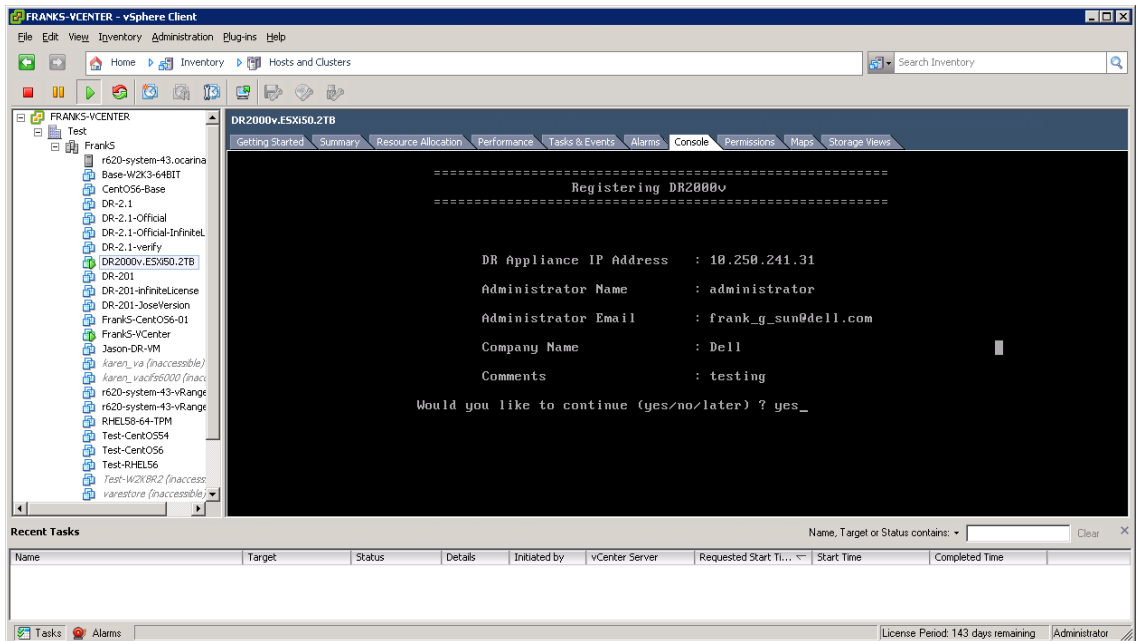 FRANKS-VCENTER - vSphere Client
File Edit View Inventory Administration Plug-ins Help
Home Inventory Hosts and Clusters
Search Inventory
FRANKS-VCENTER
Test
FrankS
r620-system-43.ocarina
Base-W2K3-64BIT
CentOS6-Base
DR-2.1
DR-2.1-Official
DR-2.1-Official-InfiniteL
DR-2.1-verify
DR2000v.ESXi50.2TB
DR-201
DR-201-infiniteLicense
DR-201-JoseVersion
FrankS-CentOS6-01
FrankS-VCenter
Jason-DR-VM
karen_va (inaccessible)
karen_vacifs6000 (inacc
r620-system-43-vRange
r620-system-43-vRange
RHEL58-64-TPM
Test-CentOS54
Test-CentOS6
Test-RHEL56
Test-W2KBR2 (inaccess
varestore (inaccessible)
DR2000v.ESXi50.2TB
Getting Started Summary Resource Allocation Performance Tasks & Events Alarms Console Permissions Maps Storage Views
========================================================
Registering DR2000v
========================================================
DR Appliance IP Address : 10.250.241.31
Administrator Name : administrator
Administrator Email : frank_g_sun@dell.com
Company Name : Dell
Comments : testing
Would you like to continue (yes/no/later) ? yes_
Recent Tasks
Name, Target or Status contains: Clear
Name Target Status Details Initiated by vCenter Server Requested Start Ti... Start Time Completed Time
Tasks Alarms License Period: 143 days remaining Administrator